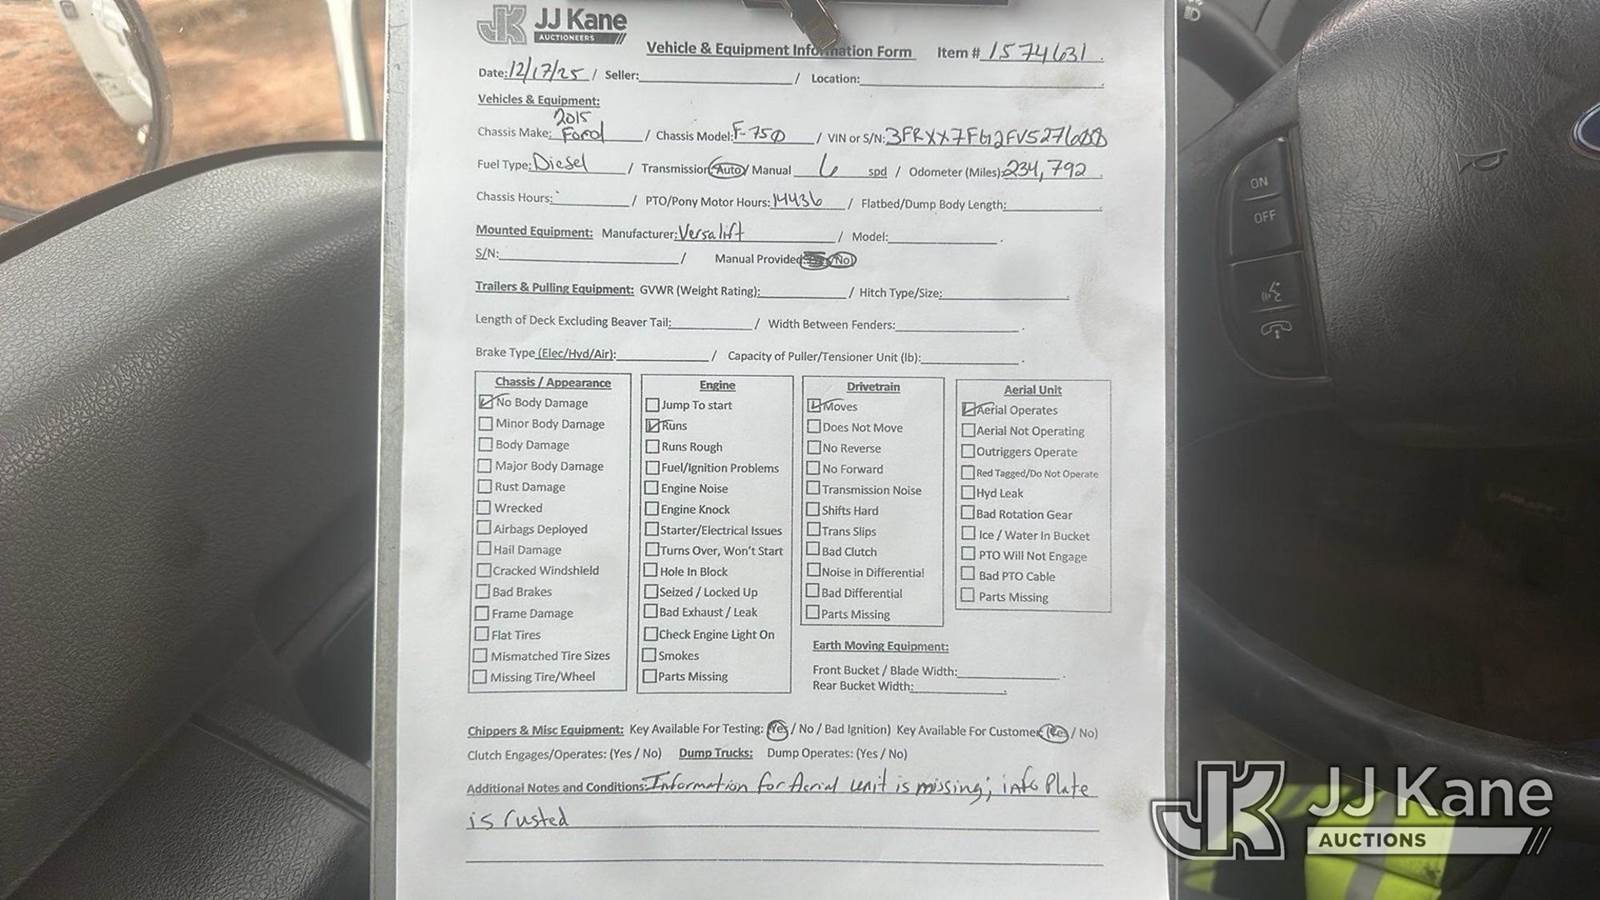 JJ Kane
AUCTIONEERS
Vehicle & Equipment Information Form Item # 1574631
Date: 12/17/25 / Seller: / Location:
Vehicles & Equipment:
2015
Chassis Make: Ford / Chassis Model: F-750 / VIN or S/N: 3FRXX7FG2FV527600
Fuel Type: Diesel / Transmission (Auto / Manual 6 spd / Odometer (Miles): 234,792
Chassis Hours: / PTO/Pony Motor Hours: 14436 / Flatbed/Dump Body Length:
Mounted Equipment: Manufacturer: Versalift / Model:
S/N: / Manual Provided: /No)
Trailers & Pulling Equipment: GVWR (Weight Rating): / Hitch Type/Size:
Length of Deck Excluding Beaver Tail: / Width Between Fenders:
Brake Type (Elec/Hyd/Air): / Capacity of Puller/Tensioner Unit (lb):
Chassis / Appearance
No Body Damage
Minor Body Damage
Body Damage
Major Body Damage
Rust Damage
Wrecked
Airbags Deployed
Hail Damage
Cracked Windshield
Bad Brakes
Frame Damage
Flat Tires
Mismatched Tire Sizes
Missing Tire/Wheel
Engine
Jump To start
Runs
Runs Rough
Fuel/Ignition Problems
Engine Noise
Engine Knock
Starter/Electrical Issues
Turns Over, Won't Start
Hole In Block
Seized / Locked Up
Bad Exhaust / Leak
Check Engine Light On
Smokes
Parts Missing
Drivetrain
Moves
Does Not Move
No Reverse
No Forward
Transmission Noise
Shifts Hard
Trans Slips
Bad Clutch
Noise in Differential
Bad Differential
Parts Missing
Aerial Unit
Aerial Operates
Aerial Not Operating
Outriggers Operate
Red Tagged/Do Not Operate
Hyd Leak
Bad Rotation Gear
Ice / Water In Bucket
PTO Will Not Engage
Bad PTO Cable
Parts Missing
Earth Moving Equipment:
Front Bucket / Blade Width:
Rear Bucket Width:
Chippers & Misc Equipment: Key Available For Testing: (Yes / No / Bad Ignition) Key Available For Customer: (Yes / No)
Clutch Engages/Operates: (Yes / No) Dump Trucks: Dump Operates: (Yes / No)
Additional Notes and Conditions: Information for Aerial unit is missing; info Plate
is rusted
ON
OFF
JJ Kane
AUCTIONS